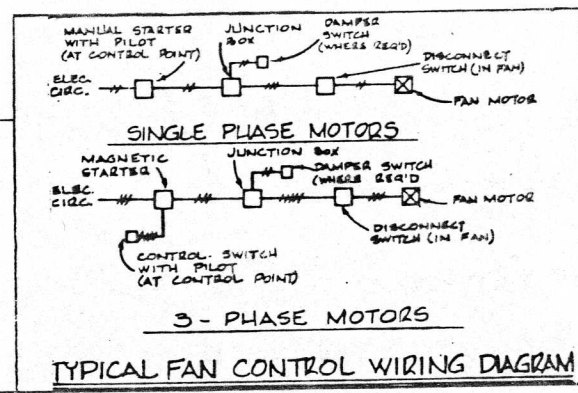 MANUAL STARTER
WITH PILOT
(AT CONTROL POINT)
JUNCTION
BOX
DAMPER
SWITCH
(WHERE REQ'D)
DISCONNECT
SWITCH (IN FAN)
ELEC.
CIRC.
FAN MOTOR
SINGLE PHASE MOTORS
MAGNETIC
STARTER
JUNCTION BOX
DAMPER SWITCH
(WHERE REQ'D
ELEC.
CIRC.
FAN MOTOR
DISCONNECT
SWITCH (IN FAN)
CONTROL SWITCH
WITH PILOT
(AT CONTROL POINT)
3 - PHASE MOTORS
TYPICAL FAN CONTROL WIRING DIAGRAM